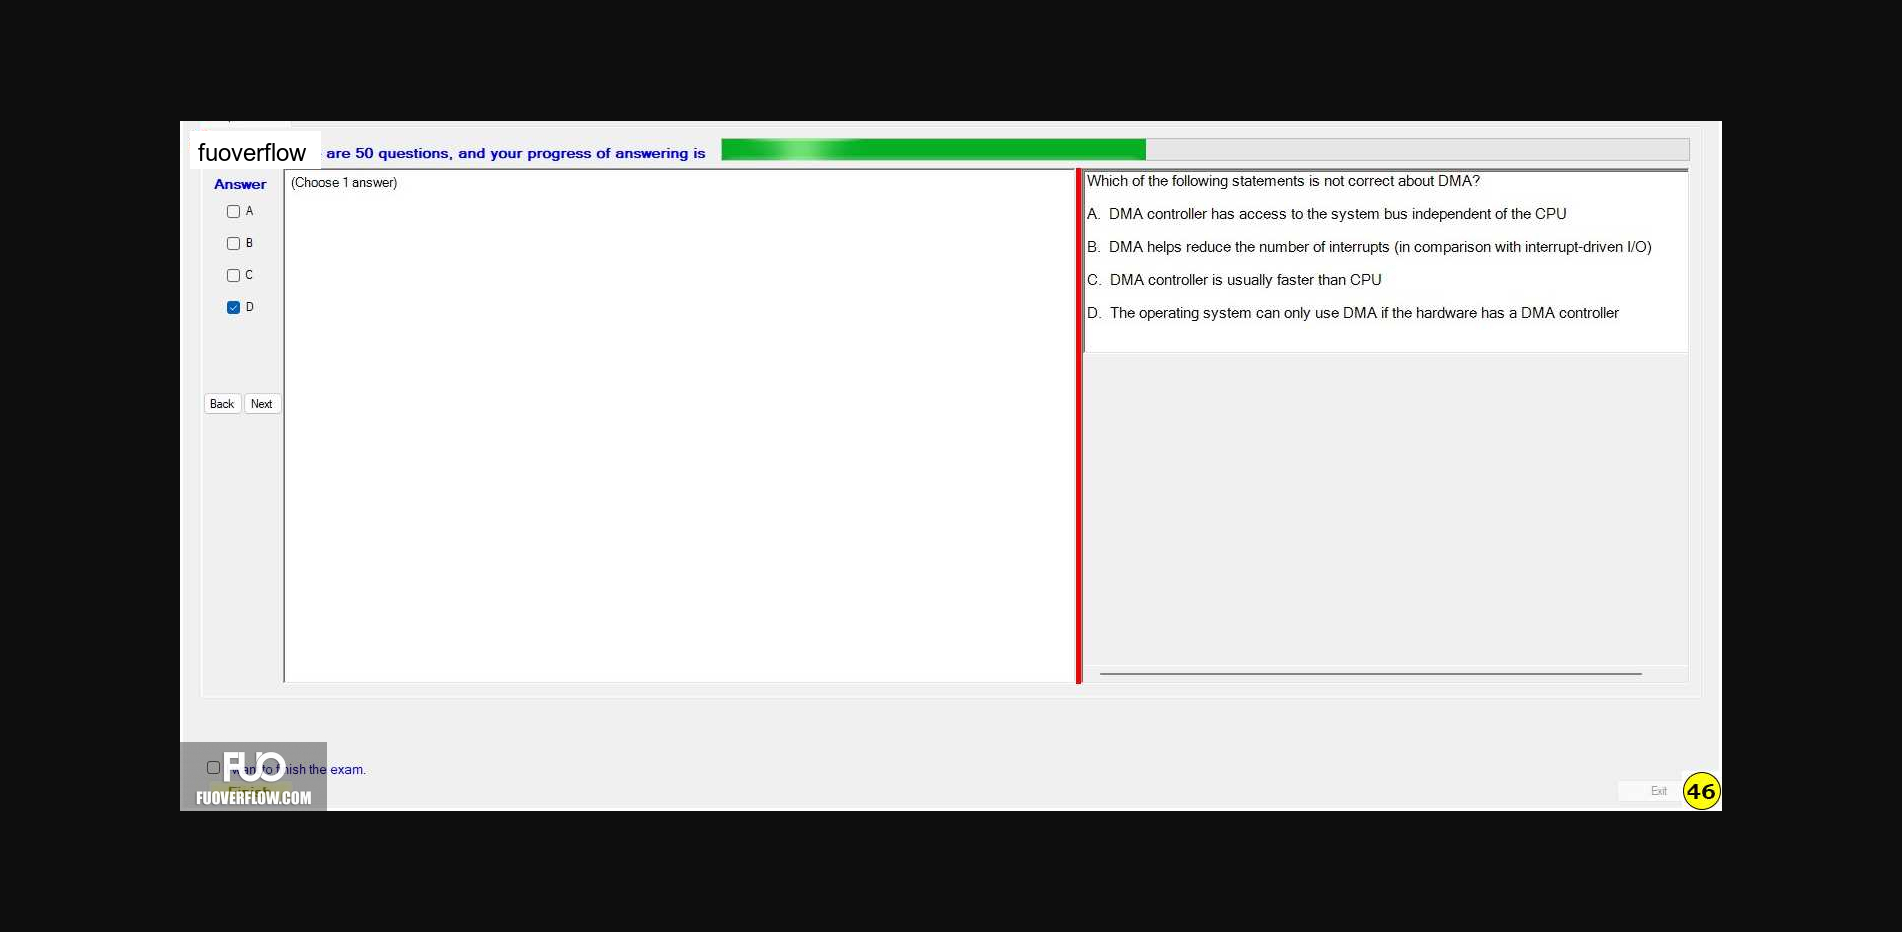 fuoverflow are 50 questions, and your progress of answering is
Answer
A
B
C
D
Back Next
(Choose 1 answer)
Which of the following statements is not correct about DMA?
A. DMA controller has access to the system bus independent of the CPU
B. DMA helps reduce the number of interrupts (in comparison with interrupt-driven I/O)
C. DMA controller is usually faster than CPU
D. The operating system can only use DMA if the hardware has a DMA controller
want to finish the exam.
Finish
FUO
FUOVERFLOW.COM
Exit
46